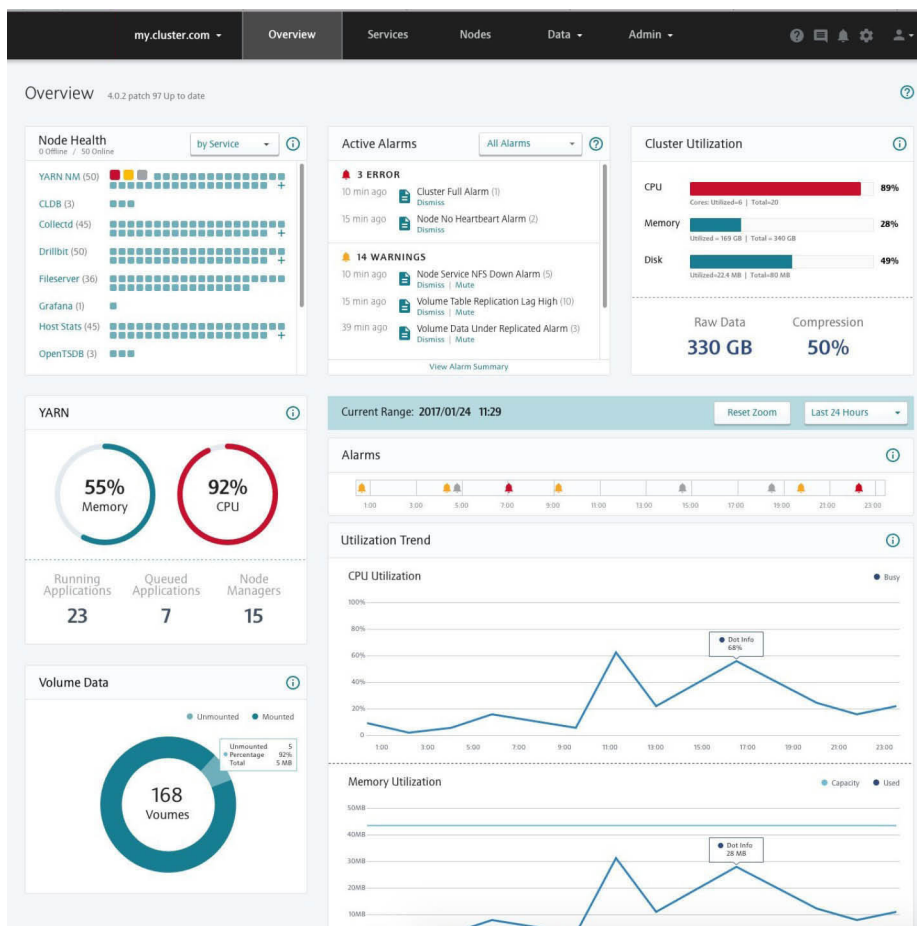 my.cluster.com
Overview
Services
Nodes
Data
Admin
Overview
4.0.2 patch 97 Up to date
Node Health
0 Offline / 50 Online
by Service
YARN NM (50)
CLDB (3)
Collectd (45)
Drillbit (50)
Fileserver (36)
Grafana (1)
Host Stats (45)
OpenTSDB (3)
Active Alarms
All Alarms
3 ERROR
10 min ago Cluster Full Alarm (1)
Dismiss
15 min ago Node No Heartbeart Alarm (2)
Dismiss
14 WARNINGS
10 min ago Node Service NFS Down Alarm (5)
Dismiss | Mute
15 min ago Volume Table Replication Lag High (10)
Dismiss | Mute
39 min ago Volume Data Under Replicated Alarm (3)
Dismiss | Mute
View Alarm Summary
Cluster Utilization
CPU 89%
Cores: Utilized=6 | Total=20
Memory 28%
Utilized = 169 GB | Total = 340 GB
Disk 49%
Utilized=22.4 MB | Total=80 MB
Raw Data Compression
330 GB 50%
YARN
55% 92%
Memory CPU
Running Queued Node
Applications Applications Managers
23 7 15
Current Range: 2017/01/24 11:29
Reset Zoom
Last 24 Hours
Alarms
1:00 3:00 5:00 7:00 9:00 11:00 13:00 15:00 17:00 19:00 21:00 23:00
Utilization Trend
CPU Utilization
Busy
100%
80%
60%
40%
20%
0
Dot Info
68%
1:00 3:00 5:00 7:00 9:00 11:00 13:00 15:00 17:00 19:00 21:00 23:00
Volume Data
Unmounted Mounted
Unmounted 5
Percentage 92%
Total 5 MB
168
Voumes
Memory Utilization
Capacity Used
50MB
40MB
30MB
20MB
10MB
Dot Info
28 MB